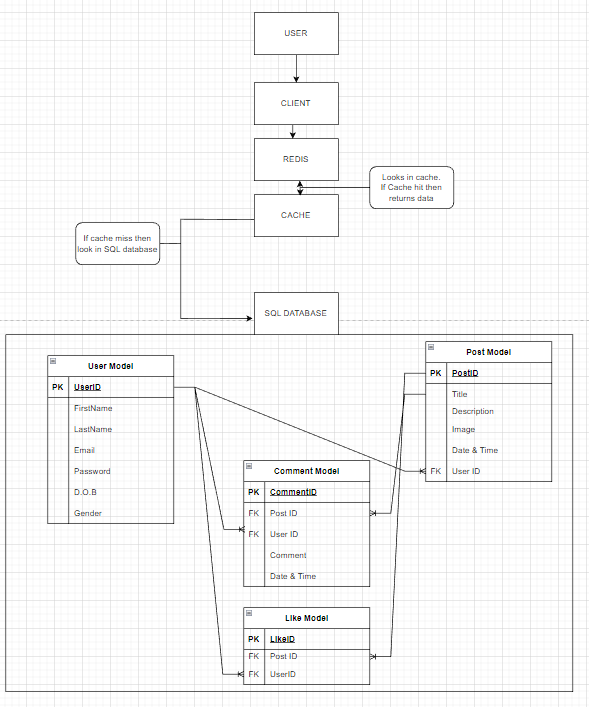 USER
CLIENT
REDIS
Looks in cache.
If Cache hit then
returns data
CACHE
If cache miss then
look in SQL database
SQL DATABASE
User Model
PK UserID
FirstName
LastName
Email
Password
D.O.B
Gender
Post Model
PK PostID
Title
Description
Image
Date & Time
FK User ID
Comment Model
PK CommentID
FK Post ID
FK User ID
Comment
Date & Time
Like Model
PK LikeID
FK Post ID
FK UserID